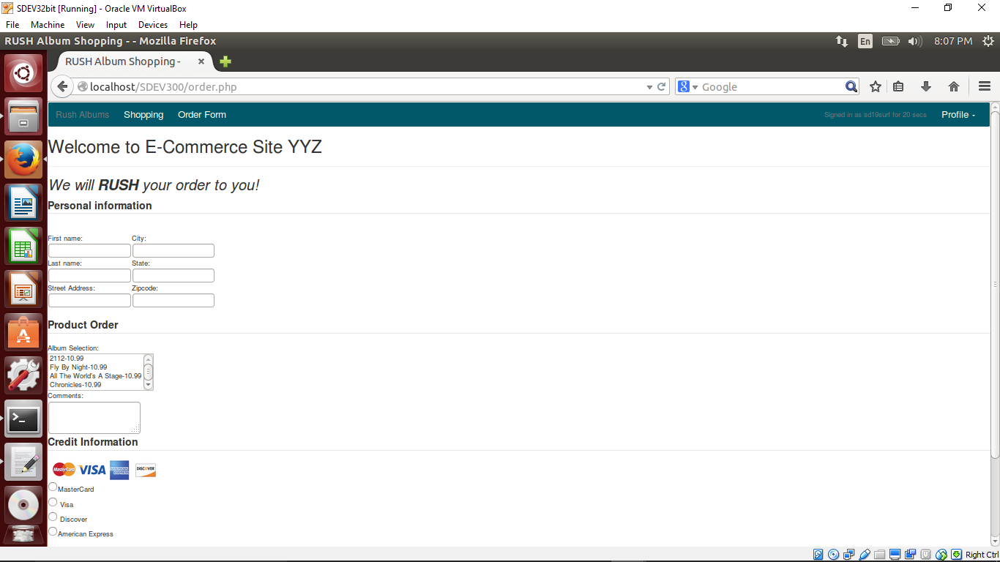 SDEV32bit [Running] - Oracle VM VirtualBox
File Machine View Input Devices Help
RUSH Album Shopping - - Mozilla Firefox
En 8:07 PM
RUSH Album Shopping -
localhost/SDEV300/order.php
Google
Rush Albums Shopping Order Form
Signed in as sd19surf for 20 secs Profile
Welcome to E-Commerce Site YYZ
We will RUSH your order to you!
Personal information
First name: City:
Last name: State:
Street Address: Zipcode:
Product Order
Album Selection:
2112-10.99
Fly By Night-10.99
All The World's A Stage-10.99
Chronicles-10.99
Comments:
Credit Information
MasterCard VISA AMERICAN EXPRESS DISCOVER
MasterCard
Visa
Discover
American Express
Right Ctrl